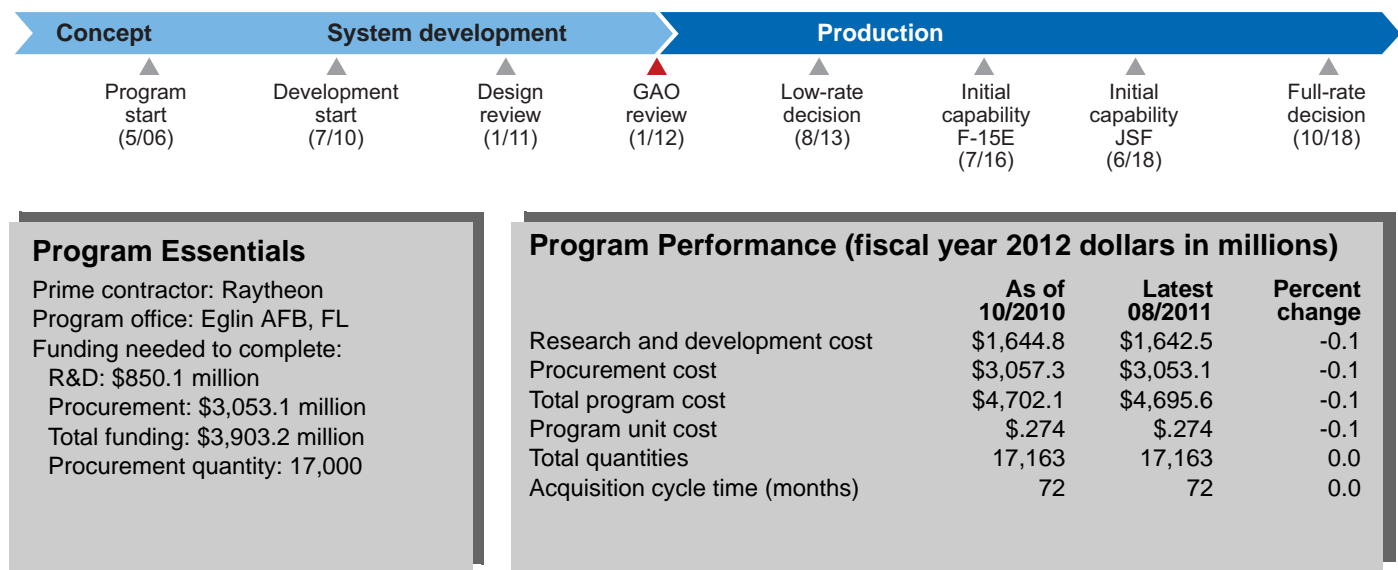 Concept System development Production
Program start (5/06)
Development start (7/10)
Design review (1/11)
GAO review (1/12)
Low-rate decision (8/13)
Initial capability F-15E (7/16)
Initial capability JSF (6/18)
Full-rate decision (10/18)
Program Essentials
Prime contractor: Raytheon
Program office: Eglin AFB, FL
Funding needed to complete:
R&D: $850.1 million
Procurement: $3,053.1 million
Total funding: $3,903.2 million
Procurement quantity: 17,000
Program Performance (fiscal year 2012 dollars in millions)
As of Latest Percent
10/2010 08/2011 change
Research and development cost $1,644.8 $1,642.5 -0.1
Procurement cost $3,057.3 $3,053.1 -0.1
Total program cost $4,702.1 $4,695.6 -0.1
Program unit cost $.274 $.274 -0.1
Total quantities 17,163 17,163 0.0
Acquisition cycle time (months) 72 72 0.0